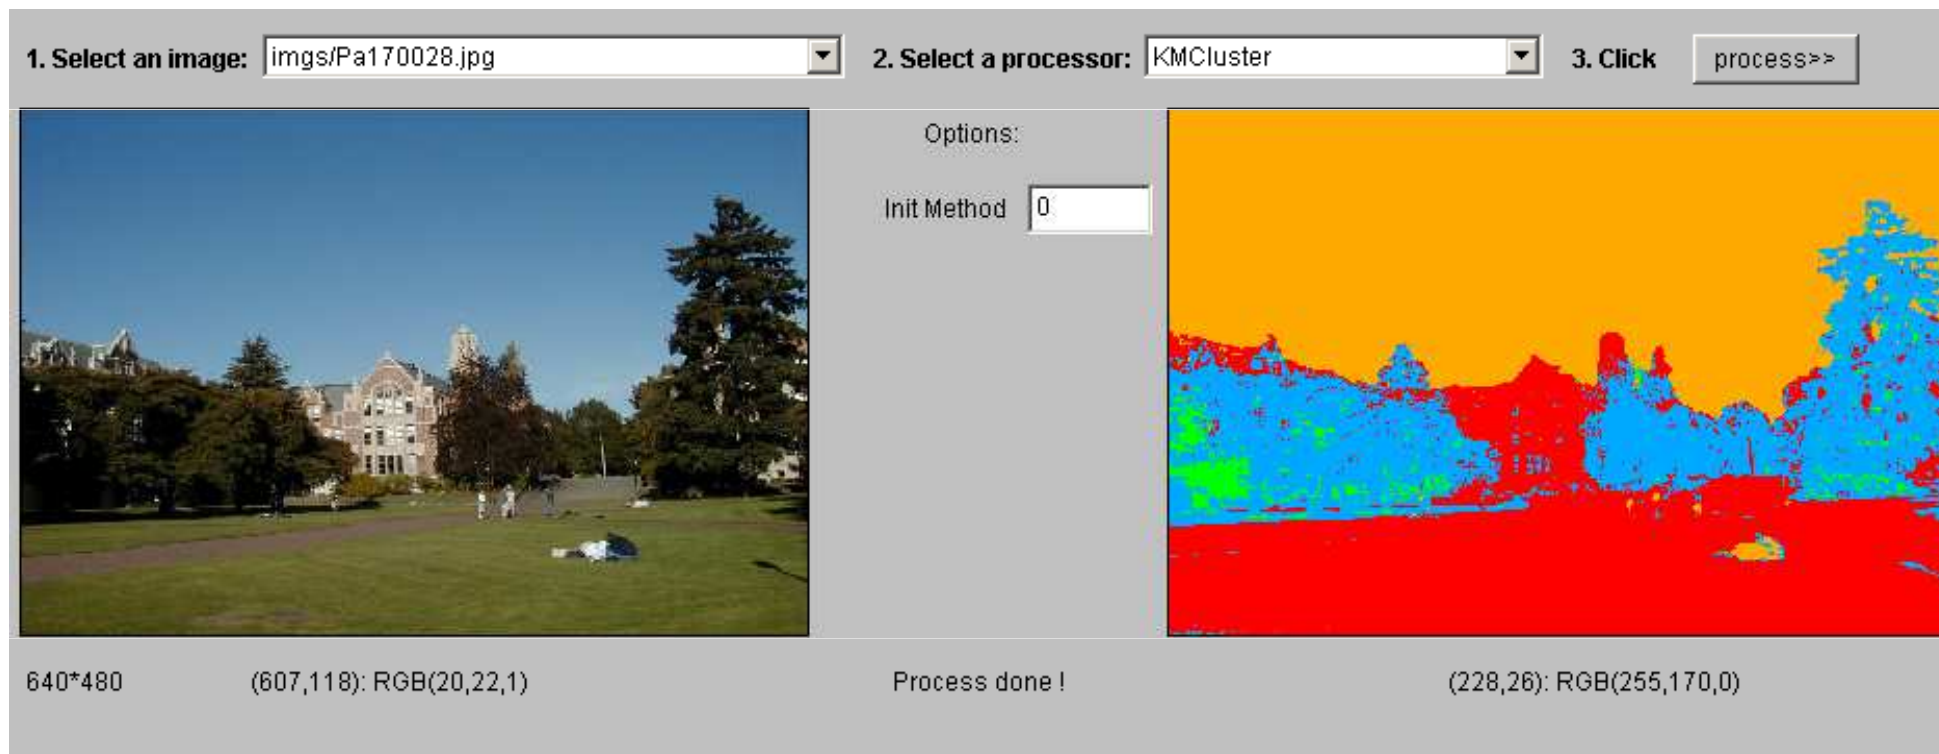 1. Select an image: imgs/Pa170028.jpg 2. Select a processor: KMCluster 3. Click process>>
Options:
Init Method 0
640*480 (607,118): RGB(20,22,1) Process done ! (228,26): RGB(255,170,0)